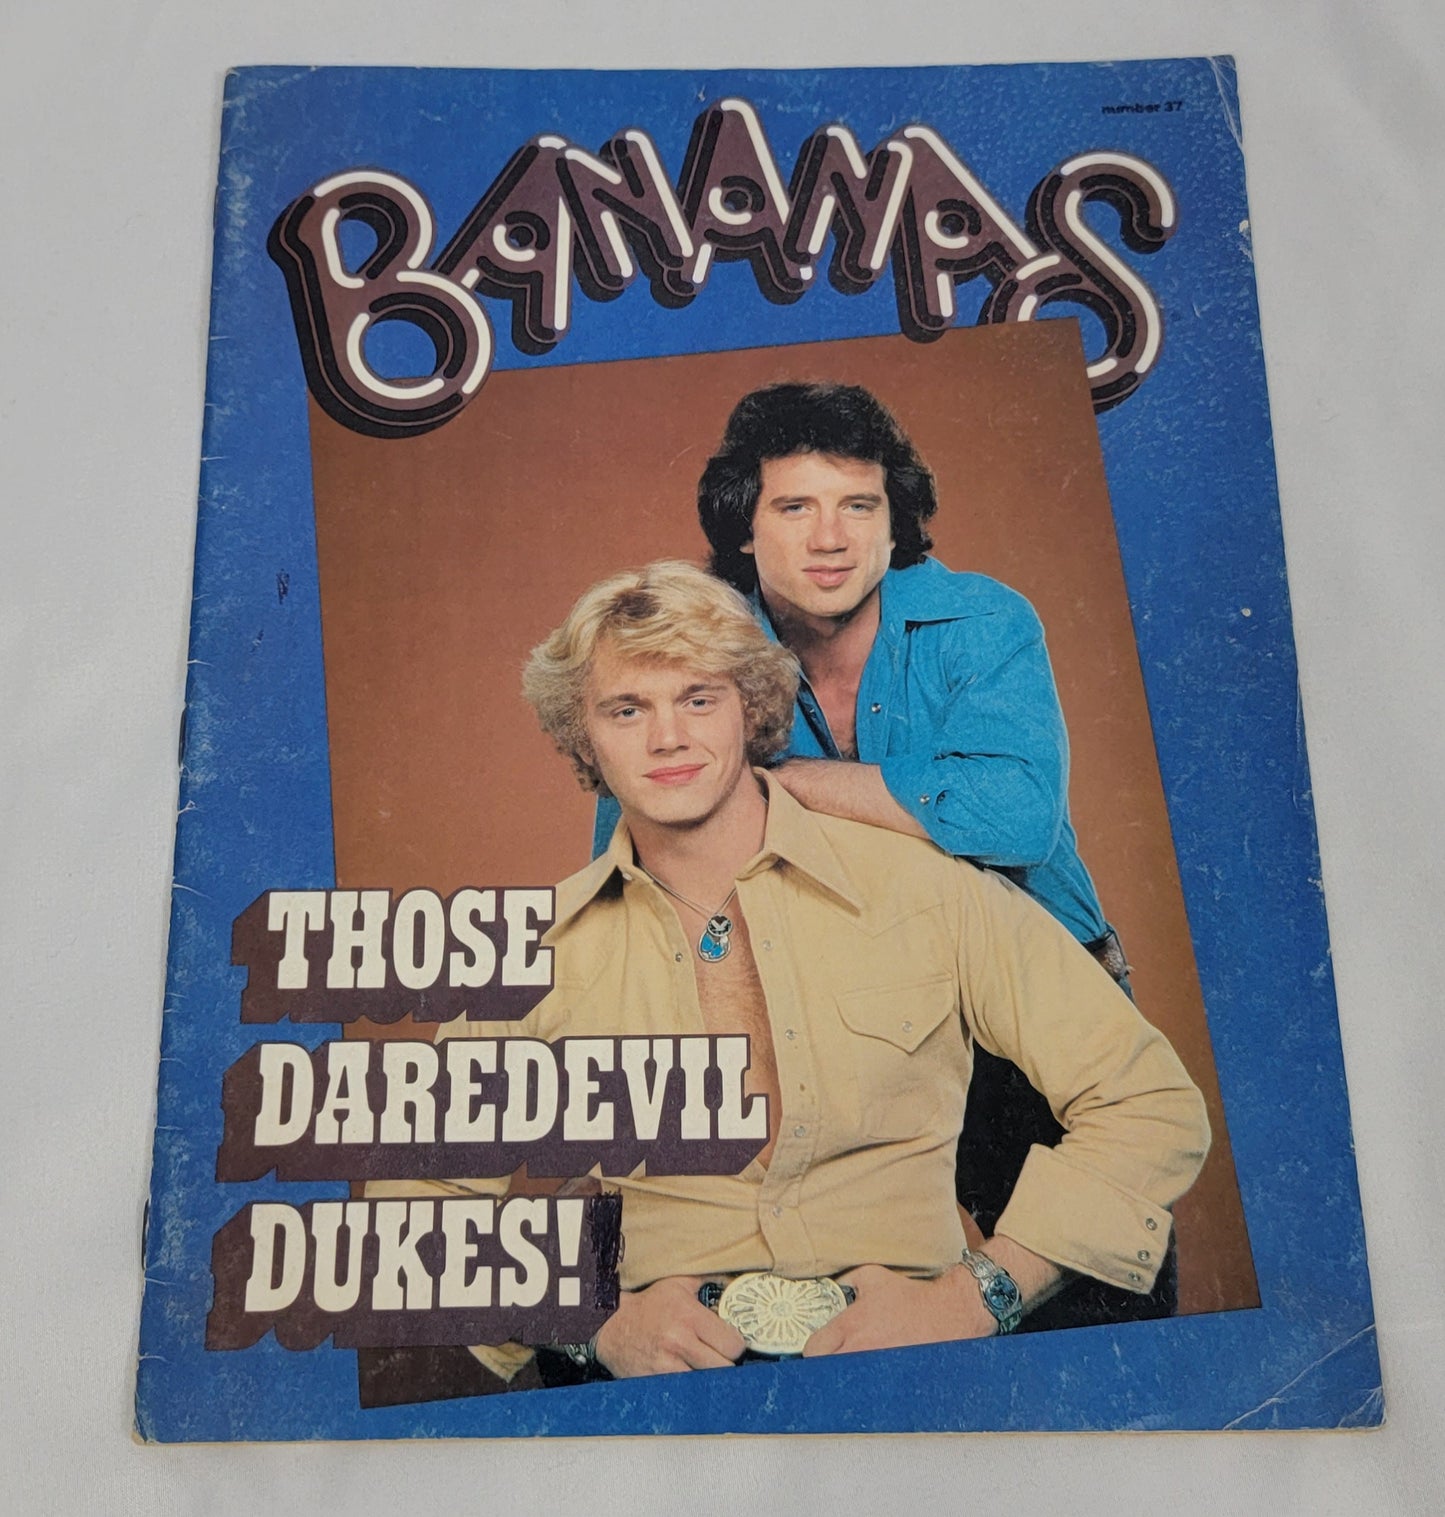 number 37
BANANAS
THOSE
DAREDEVIL
DUKES!